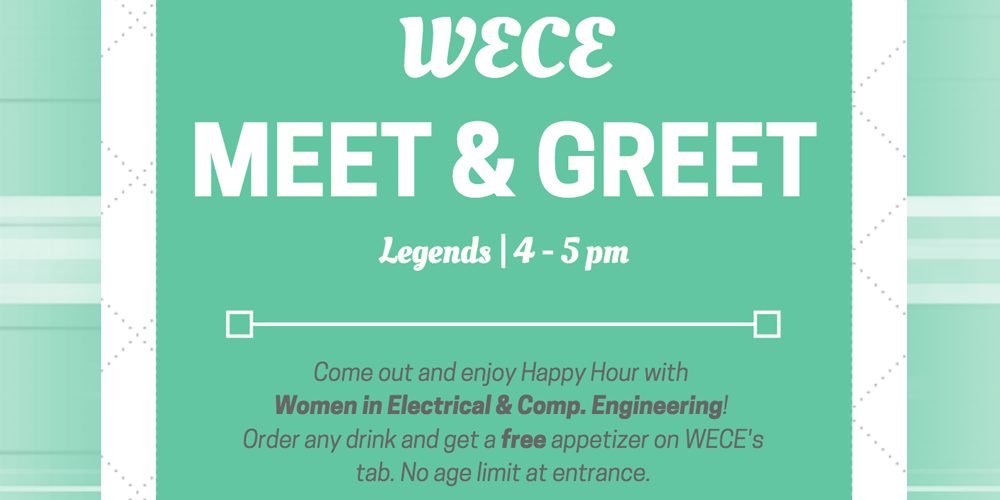 WECE
MEET & GREET
Legends | 4 - 5 pm
Come out and enjoy Happy Hour with
Women in Electrical & Comp. Engineering!
Order any drink and get a free appetizer on WECE's
tab. No age limit at entrance.